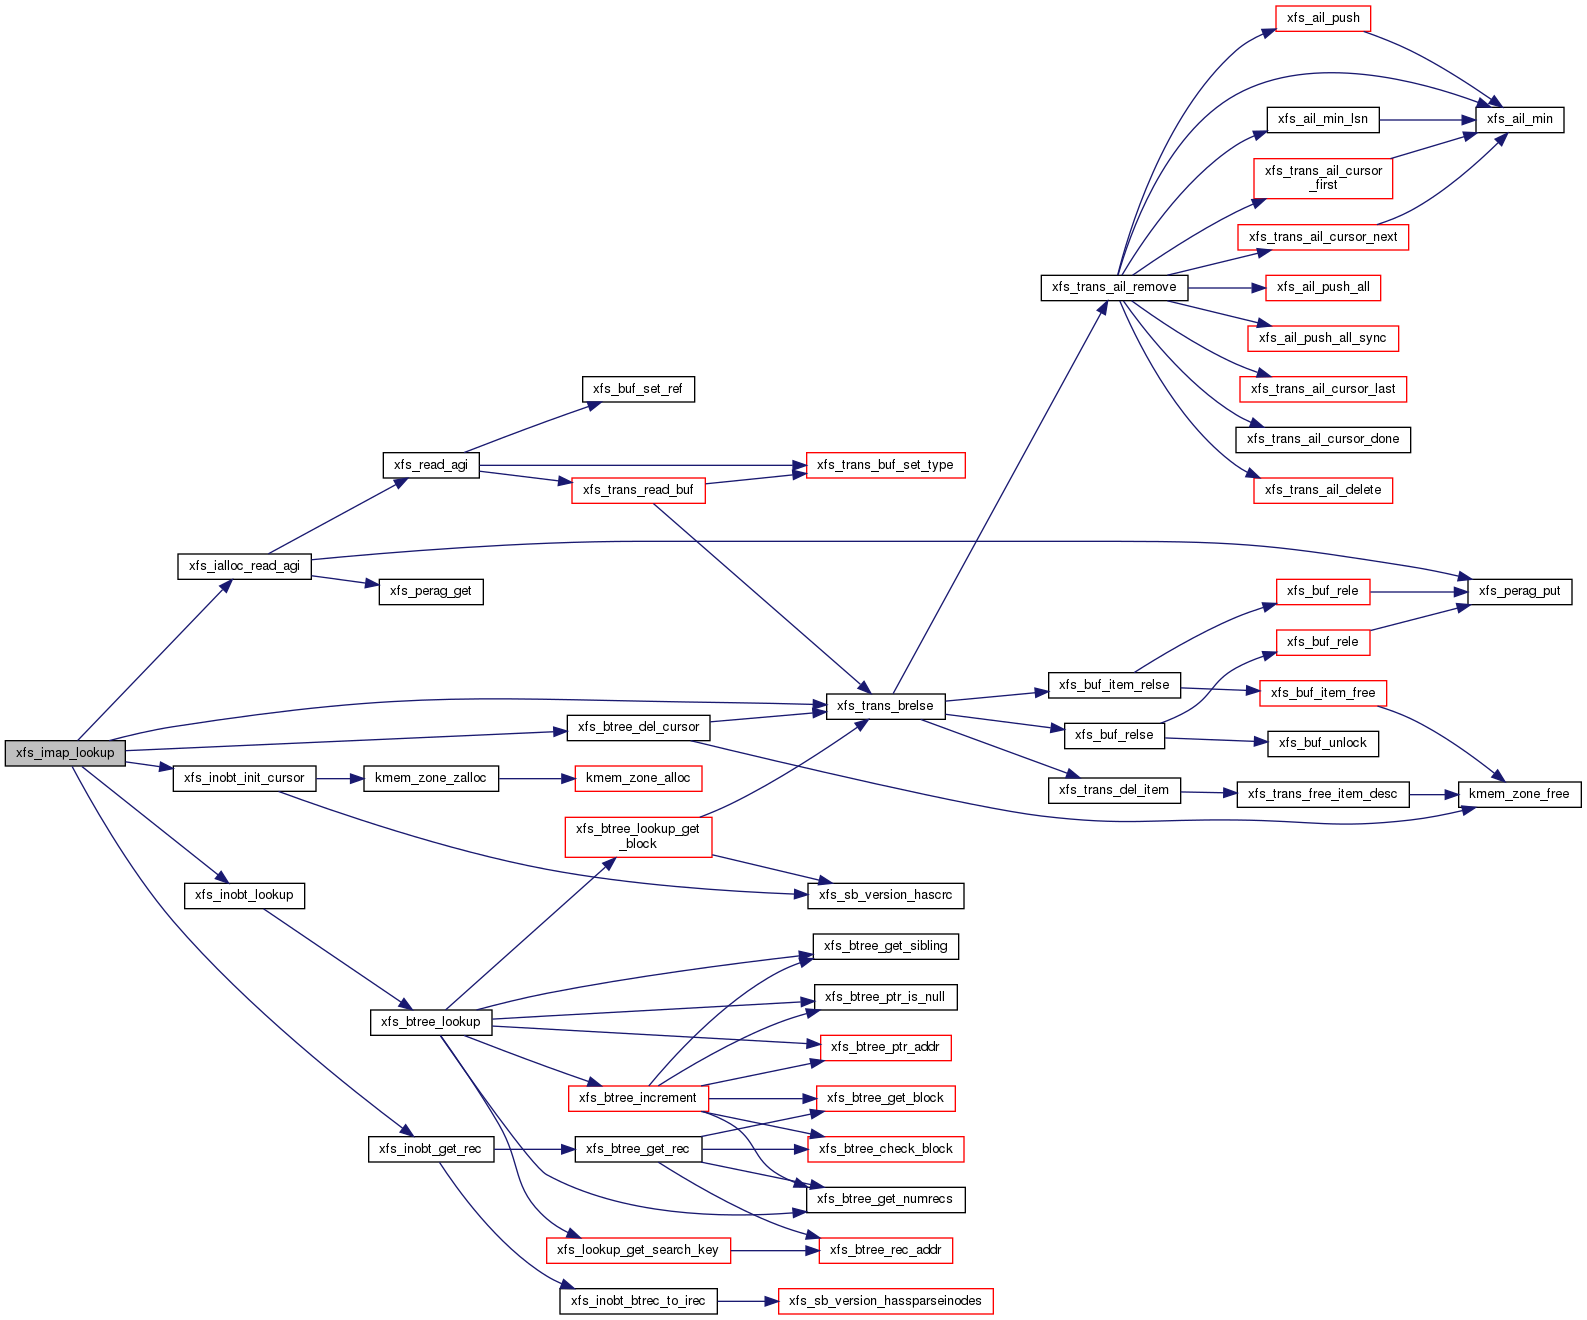 xfs_ail_push
xfs_ail_min_lsn
xfs_ail_min
xfs_trans_ail_cursor
_first
xfs_trans_ail_cursor_next
xfs_trans_ail_remove
xfs_ail_push_all
xfs_ail_push_all_sync
xfs_buf_set_ref
xfs_trans_ail_cursor_last
xfs_trans_ail_cursor_done
xfs_read_agi
xfs_trans_buf_set_type
xfs_trans_read_buf
xfs_trans_ail_delete
xfs_ialloc_read_agi
xfs_perag_get
xfs_buf_rele
xfs_perag_put
xfs_buf_rele
xfs_buf_item_relse
xfs_buf_item_free
xfs_trans_brelse
xfs_btree_del_cursor
xfs_buf_relse
xfs_buf_unlock
xfs_imap_lookup
xfs_inobt_init_cursor
kmem_zone_zalloc
kmem_zone_alloc
xfs_trans_del_item
xfs_trans_free_item_desc
kmem_zone_free
xfs_btree_lookup_get
_block
xfs_inobt_lookup
xfs_sb_version_hascrc
xfs_btree_get_sibling
xfs_btree_ptr_is_null
xfs_btree_lookup
xfs_btree_ptr_addr
xfs_btree_increment
xfs_btree_get_block
xfs_inobt_get_rec
xfs_btree_get_rec
xfs_btree_check_block
xfs_btree_get_numrecs
xfs_lookup_get_search_key
xfs_btree_rec_addr
xfs_inobt_btrec_to_irec
xfs_sb_version_hassparseinodes